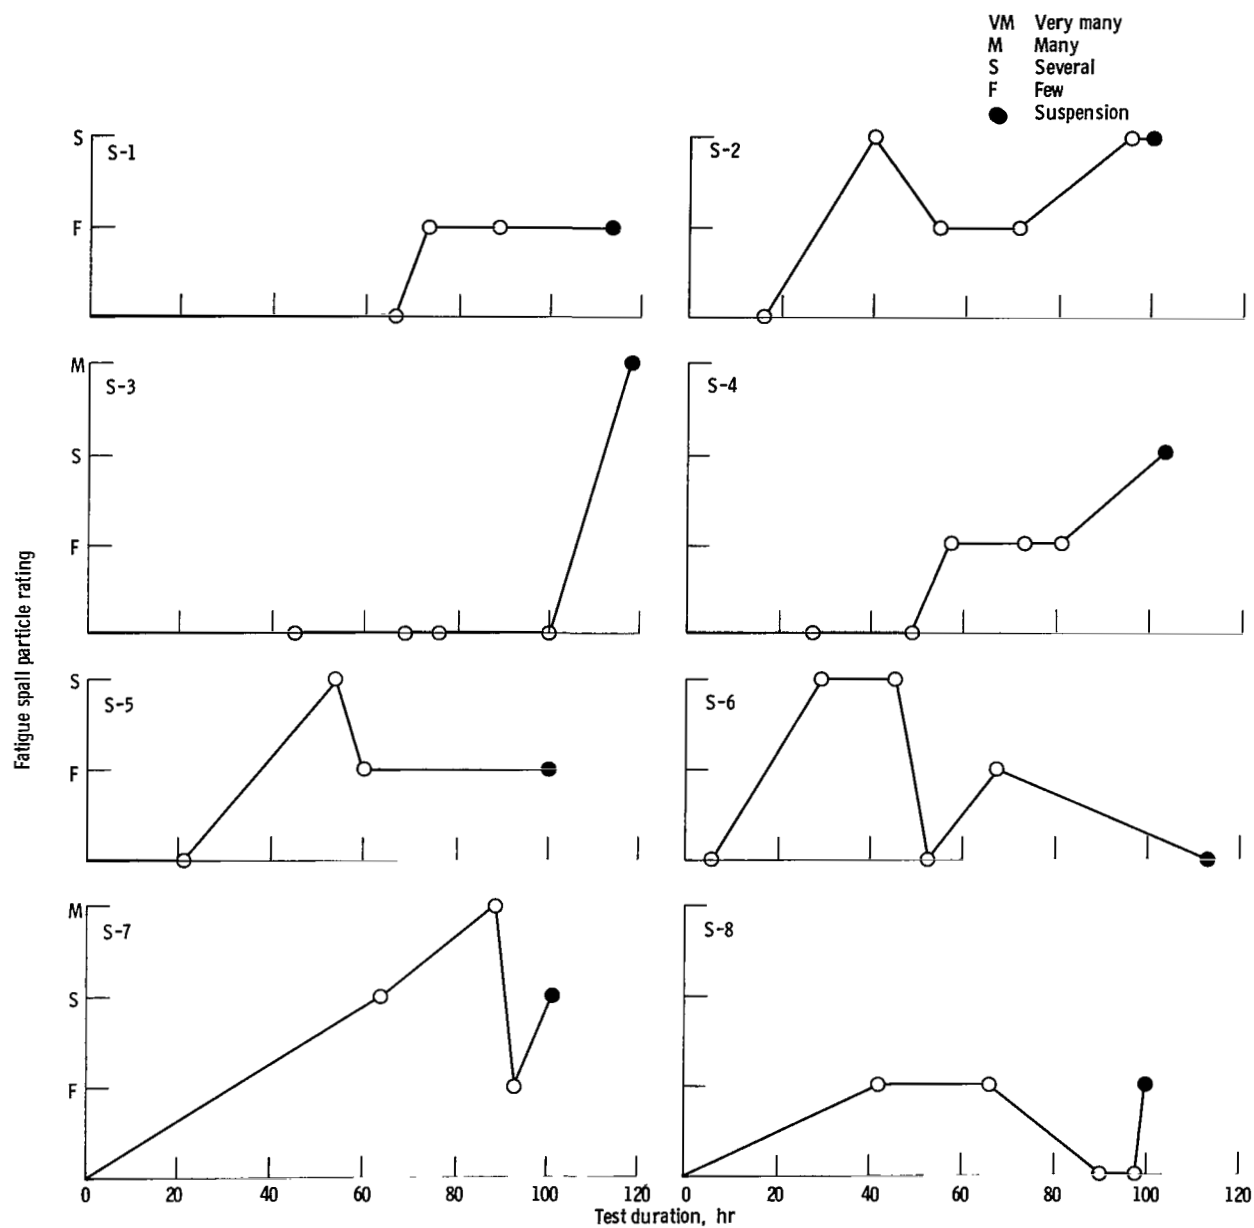 VM Very many
M Many
S Several
F Few
Suspension
S
F
S-1
S-2
M
S
F
S-3
S-4
Fatigue spall particle rating
S
F
S-5
S-6
M
S
F
S-7
S-8
0 20 40 60 80 100 120
0 20 40 60 80 100 120
Test duration, hr